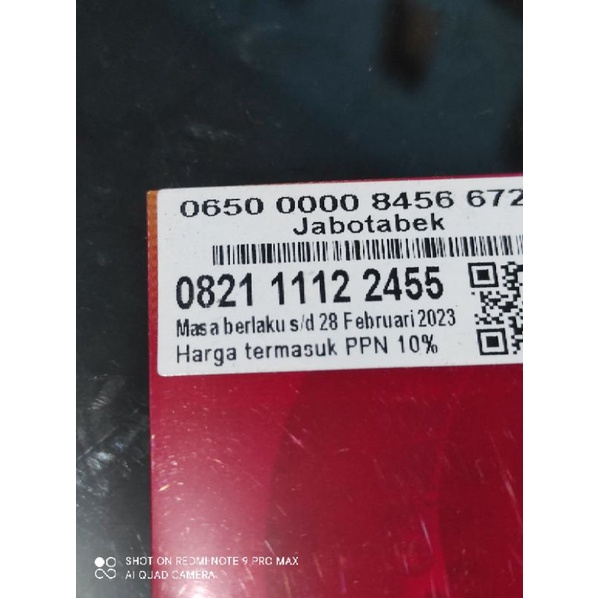 0650 0000 8456 672
Jabotabek
0821 1112 2455
Masa berlaku s/d 28 Februari 2023
Harga termasuk PPN 10%
SHOT ON REDMI NOTE 9 PRO MAX
AI QUAD CAMERA